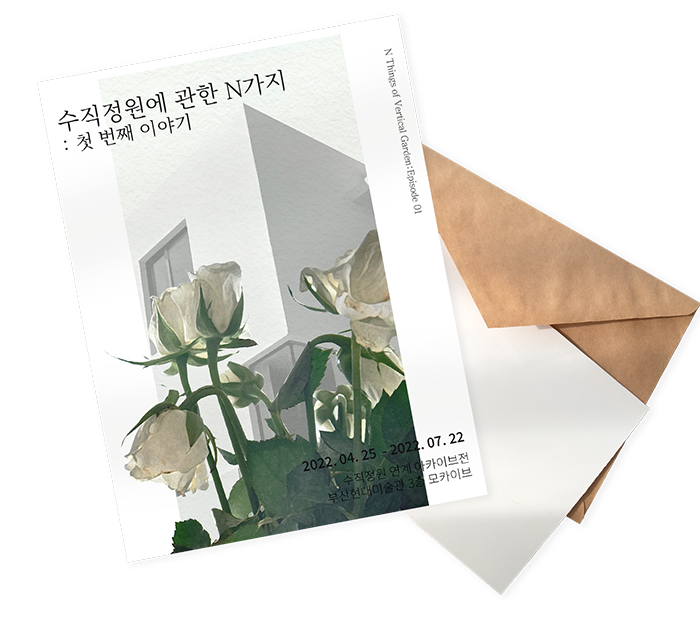 수직정원에 관한 N가지
: 첫 번째 이야기
N Things of Vertical Garden:Episode 01
2022. 04. 25 - 2022. 07. 22
수직정원 연계 아카이브전
부산현대미술관 3층 모카이브